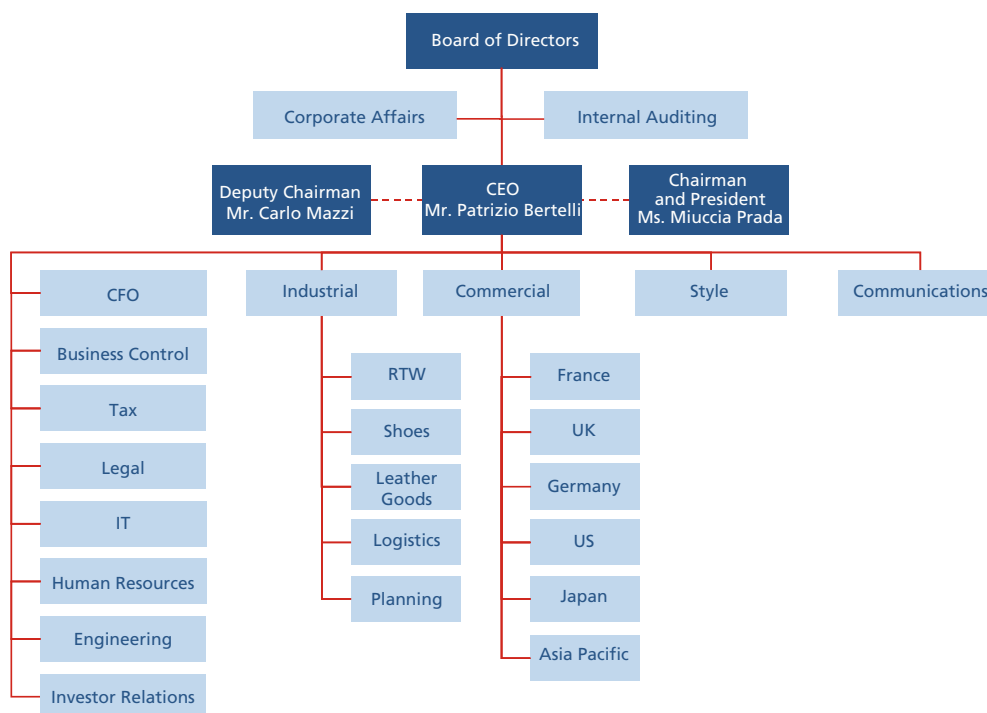 Board of Directors
Corporate Affairs
Internal Auditing
Deputy Chairman
Mr. Carlo Mazzi
CEO
Mr. Patrizio Bertelli
Chairman
and President
Ms. Miuccia Prada
CFO
Industrial
Commercial
Style
Communications
Business Control
Tax
Legal
IT
Human Resources
Engineering
Investor Relations
RTW
Shoes
Leather
Goods
Logistics
Planning
France
UK
Germany
US
Japan
Asia Pacific